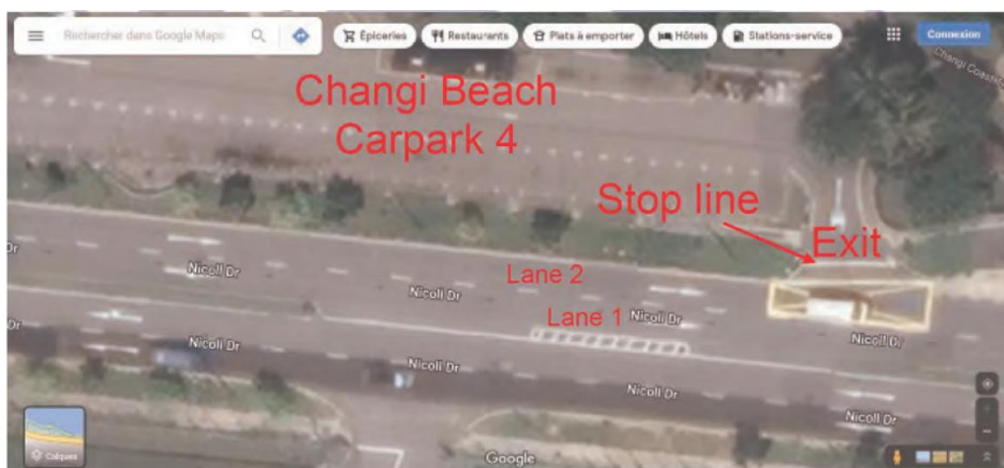 Rechercher dans Google Maps
Épiceries
Restaurants
Plats à emporter
Hôtels
Stations-service
Connexion
Changi Beach
Carpark 4
Stop line
Exit
Dr
Nicoll Dr
Lane 2
Nicoll Dr
Lane 1
Nicoll Dr
Nicoll Dr
Dr
Nicoll Dr
Nicoll Dr
Nicoll Dr
Nicoll Dr
Calques
Google